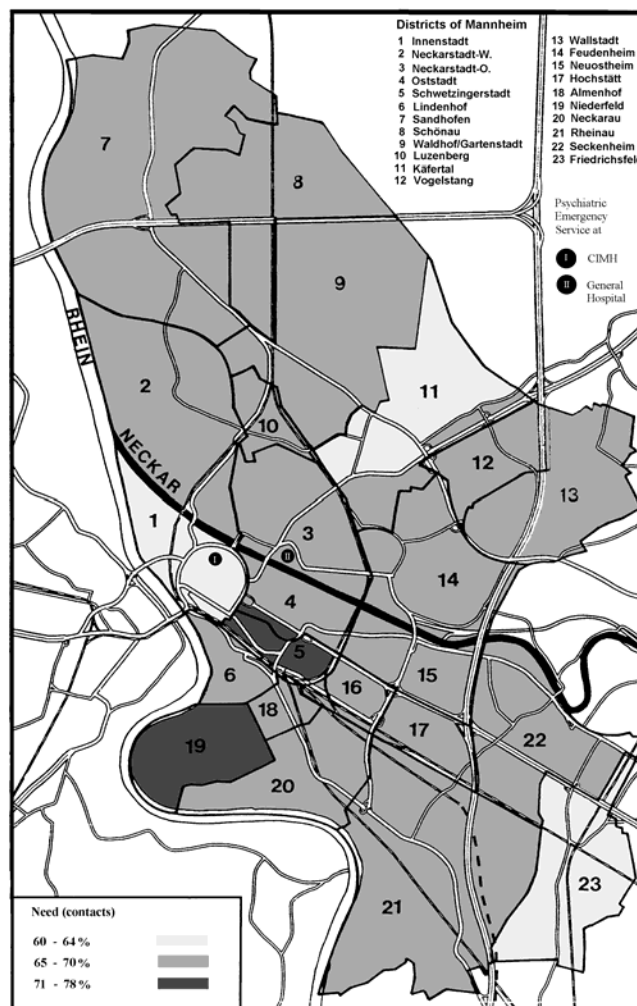 Districts of Mannheim
1 Innenstadt
2 Neckarstadt-W.
3 Neckarstadt-O.
4 Oststadt
5 Schwetzingerstadt
6 Lindenhof
7 Sandhofen
8 Schönau
9 Waldhof/Gartenstadt
10 Luzenberg
11 Käfertal
12 Vogelstang
13 Wallstadt
14 Feudenheim
15 Neuostheim
17 Hochstätt
18 Almenhof
19 Niederfeld
20 Neckarau
21 Rheinau
22 Seckenheim
23 Friedrichsfeld
Psychiatric
Emergency
Service at
I CIMH
II General
Hospital
7
8
9
RHEIN
2
11
10
12
NECKAR
13
1
3
I
II
14
4
5
15
6
16
18
17
22
19
20
23
21
Need (contacts)
60 - 64%
65 - 70%
71 - 78%